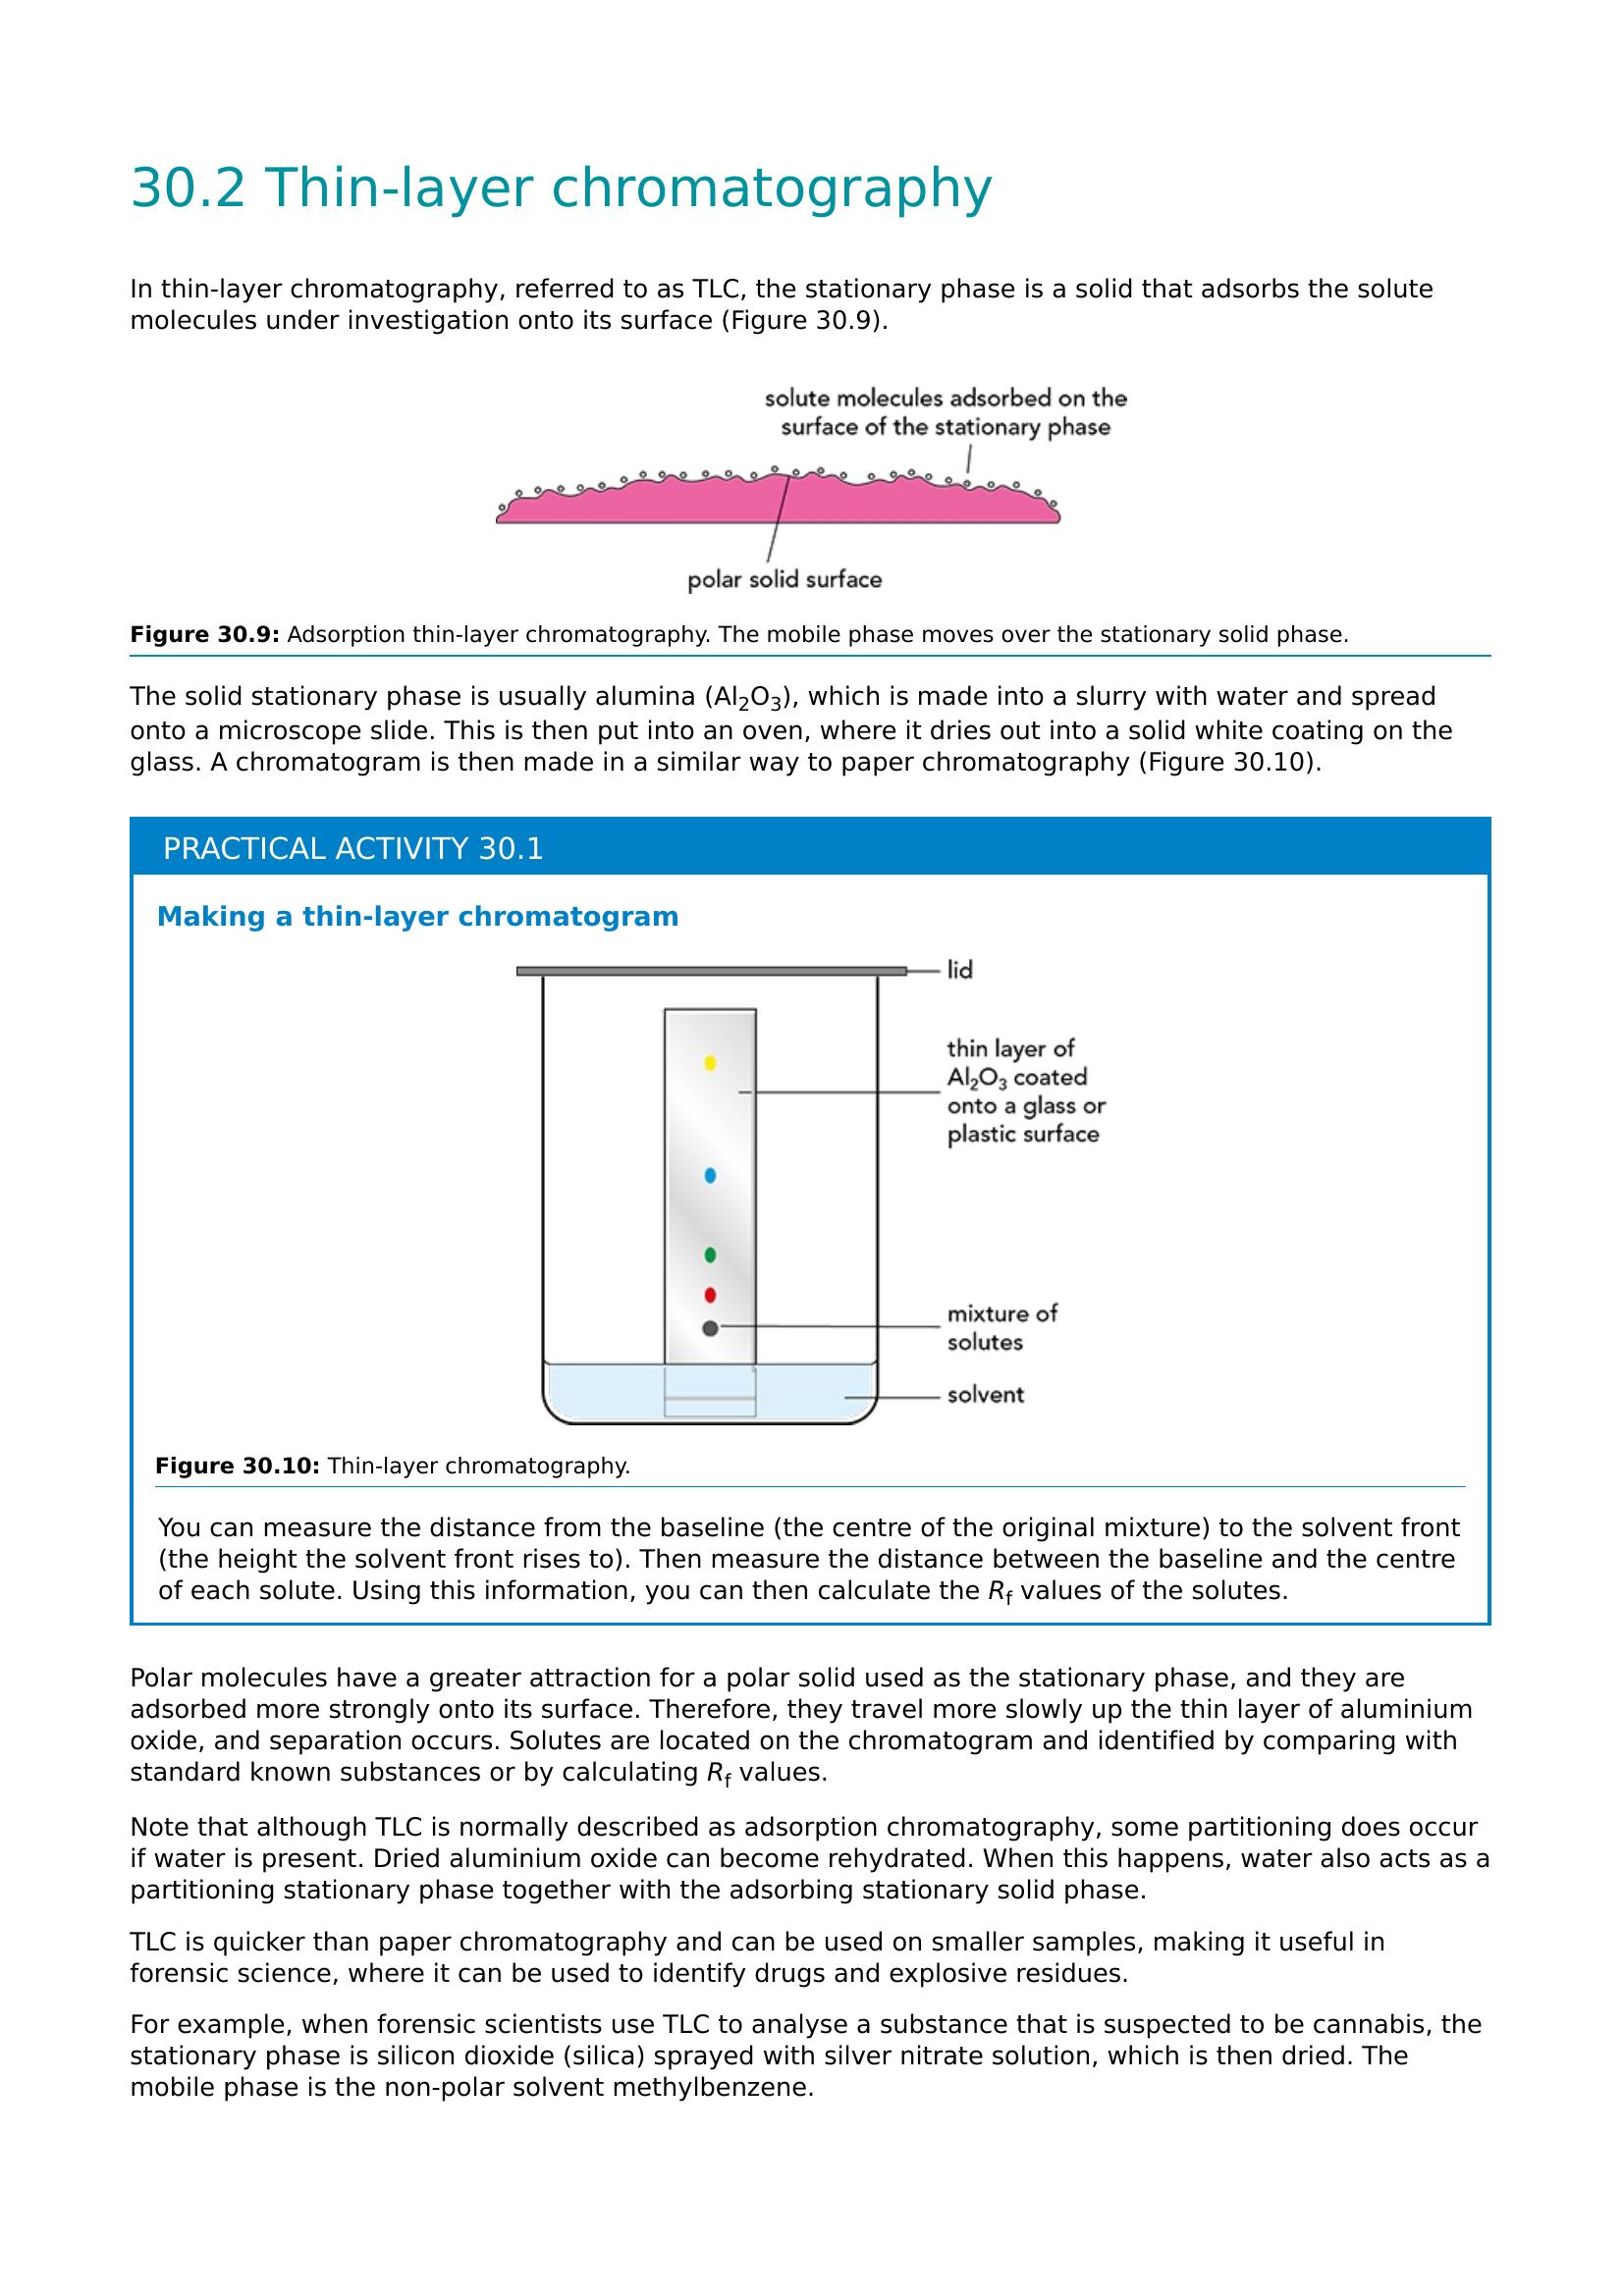 30.2 Thin-layer chromatography
In thin-layer chromatography, referred to as TLC, the stationary phase is a solid that adsorbs the solute
molecules under investigation onto its surface (Figure 30.9).
solute molecules adsorbed on the
surface of the stationary phase
polar solid surface
Figure 30.9: Adsorption thin-layer chromatography. The mobile phase moves over the stationary solid phase.
The solid stationary phase is usually alumina (Al₂O₃), which is made into a slurry with water and spread
onto a microscope slide. This is then put into an oven, where it dries out into a solid white coating on the
glass. A chromatogram is then made in a similar way to paper chromatography (Figure 30.10).
PRACTICAL ACTIVITY 30.1
Making a thin-layer chromatogram
lid
thin layer of
Al₂O₃ coated
onto a glass or
plastic surface
mixture of
solutes
solvent
Figure 30.10: Thin-layer chromatography.
You can measure the distance from the baseline (the centre of the original mixture) to the solvent front
(the height the solvent front rises to). Then measure the distance between the baseline and the centre
of each solute. Using this information, you can then calculate the Rf values of the solutes.
Polar molecules have a greater attraction for a polar solid used as the stationary phase, and they are
adsorbed more strongly onto its surface. Therefore, they travel more slowly up the thin layer of aluminium
oxide, and separation occurs. Solutes are located on the chromatogram and identified by comparing with
standard known substances or by calculating Rf values.
Note that although TLC is normally described as adsorption chromatography, some partitioning does occur
if water is present. Dried aluminium oxide can become rehydrated. When this happens, water also acts as a
partitioning stationary phase together with the adsorbing stationary solid phase.
TLC is quicker than paper chromatography and can be used on smaller samples, making it useful in
forensic science, where it can be used to identify drugs and explosive residues.
For example, when forensic scientists use TLC to analyse a substance that is suspected to be cannabis, the
stationary phase is silicon dioxide (silica) sprayed with silver nitrate solution, which is then dried. The
mobile phase is the non-polar solvent methylbenzene.